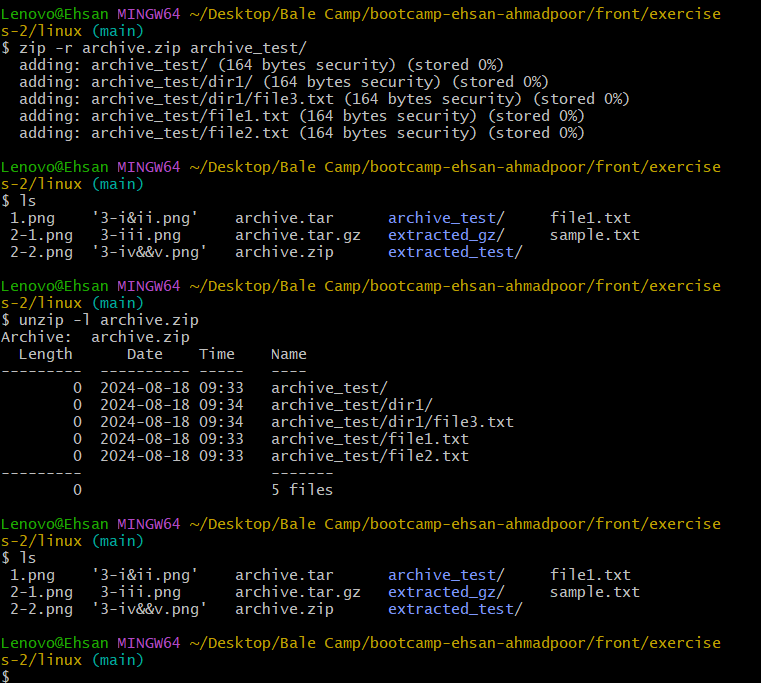 Lenovo@Ehsan MINGW64 ~/Desktop/Bale Camp/bootcamp-ehsan-ahmadpoor/front/exercise
s-2/linux (main)
$ zip -r archive.zip archive_test/
  adding: archive_test/ (164 bytes security) (stored 0%)
  adding: archive_test/dir1/ (164 bytes security) (stored 0%)
  adding: archive_test/dir1/file3.txt (164 bytes security) (stored 0%)
  adding: archive_test/file1.txt (164 bytes security) (stored 0%)
  adding: archive_test/file2.txt (164 bytes security) (stored 0%)

Lenovo@Ehsan MINGW64 ~/Desktop/Bale Camp/bootcamp-ehsan-ahmadpoor/front/exercise
s-2/linux (main)
$ ls
 1.png    '3-i&ii.png'    archive.tar      archive_test/     file1.txt
 2-1.png   3-iii.png      archive.tar.gz   extracted_gz/     sample.txt
 2-2.png  '3-iv&&v.png'   archive.zip      extracted_test/

Lenovo@Ehsan MINGW64 ~/Desktop/Bale Camp/bootcamp-ehsan-ahmadpoor/front/exercise
s-2/linux (main)
$ unzip -l archive.zip
Archive:  archive.zip
  Length      Date    Time    Name
---------  ---------- -----   ----
        0  2024-08-18 09:33   archive_test/
        0  2024-08-18 09:34   archive_test/dir1/
        0  2024-08-18 09:34   archive_test/dir1/file3.txt
        0  2024-08-18 09:33   archive_test/file1.txt
        0  2024-08-18 09:33   archive_test/file2.txt
---------                     -------
        0                     5 files

Lenovo@Ehsan MINGW64 ~/Desktop/Bale Camp/bootcamp-ehsan-ahmadpoor/front/exercise
s-2/linux (main)
$ ls
 1.png    '3-i&ii.png'    archive.tar      archive_test/     file1.txt
 2-1.png   3-iii.png      archive.tar.gz   extracted_gz/     sample.txt
 2-2.png  '3-iv&&v.png'   archive.zip      extracted_test/

Lenovo@Ehsan MINGW64 ~/Desktop/Bale Camp/bootcamp-ehsan-ahmadpoor/front/exercise
s-2/linux (main)
$